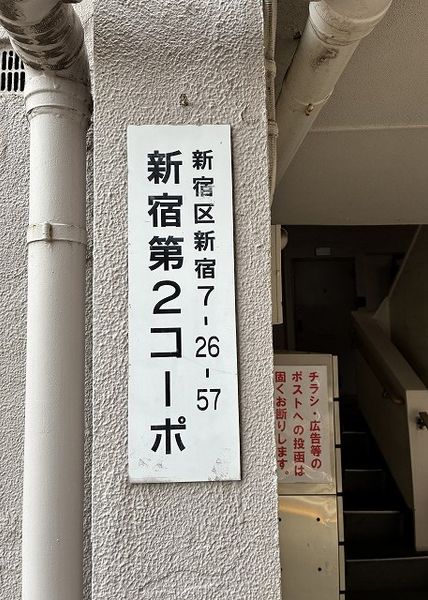 新宿区新宿7-26-57
新宿第2コーポ
チラシ・広告等の
ポストへの投函は
固くお断りします。